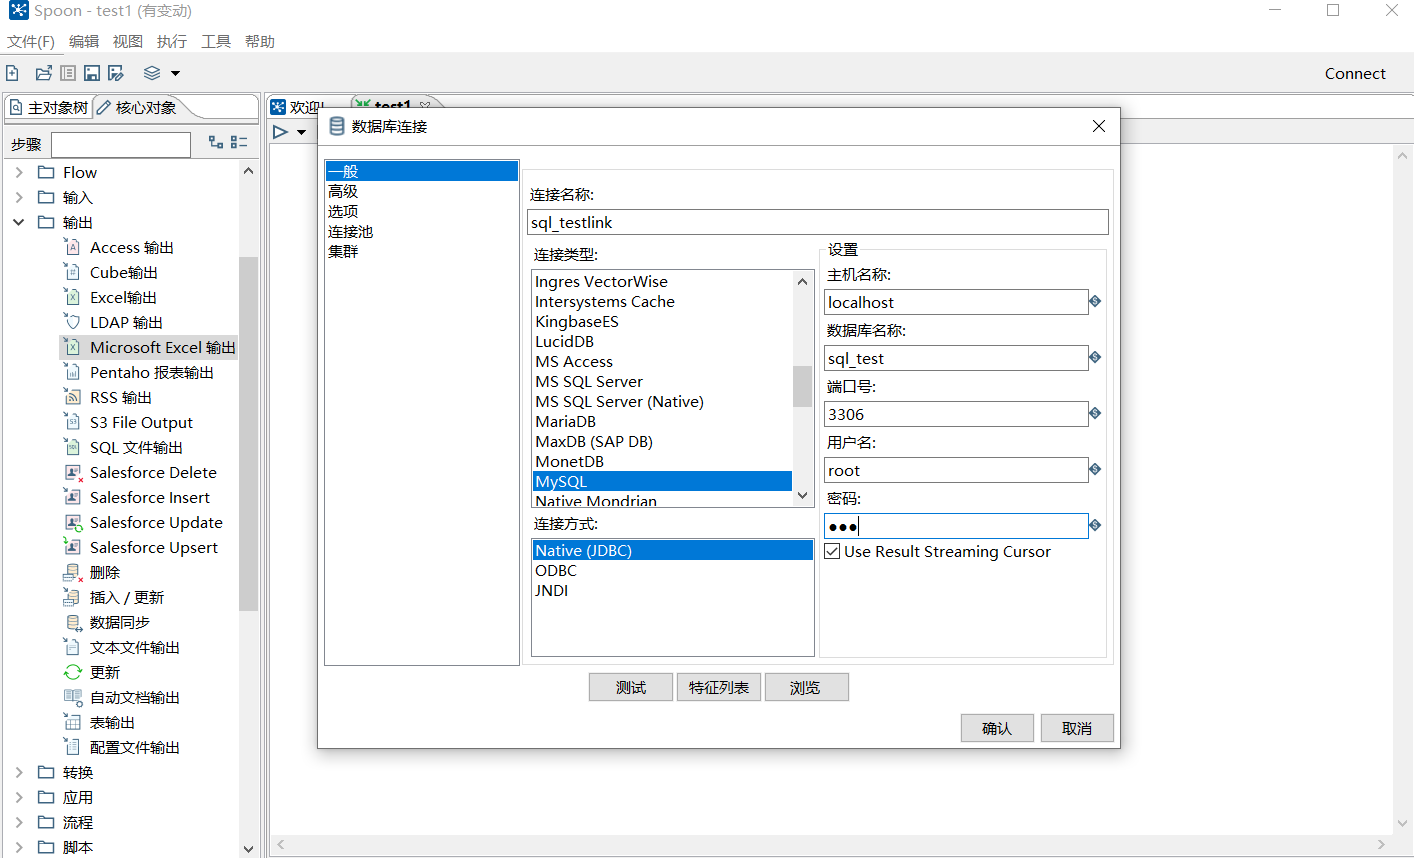 Spoon - test1 (有变动)
文件(F) 编辑 视图 执行 工具 帮助
Connect
主对象树 核心对象
步骤
Flow
输入
输出
Access 输出
Cube输出
Excel输出
LDAP 输出
Microsoft Excel 输出
Pentaho 报表输出
RSS 输出
S3 File Output
SQL 文件输出
Salesforce Delete
Salesforce Insert
Salesforce Update
Salesforce Upsert
删除
插入 / 更新
数据同步
文本文件输出
更新
自动文档输出
表输出
配置文件输出
转换
应用
流程
脚本
欢迎! test1
数据库连接
一般
高级
选项
连接池
集群
连接名称:
sql_testlink
连接类型:
Ingres VectorWise
Intersystems Cache
KingbaseES
LucidDB
MS Access
MS SQL Server
MS SQL Server (Native)
MariaDB
MaxDB (SAP DB)
MonetDB
MySQL
Native Mondrian
连接方式:
Native (JDBC)
ODBC
JNDI
设置
主机名称:
localhost
数据库名称:
sql_test
端口号:
3306
用户名:
root
密码:
●●●
Use Result Streaming Cursor
测试 特征列表 浏览
确认 取消